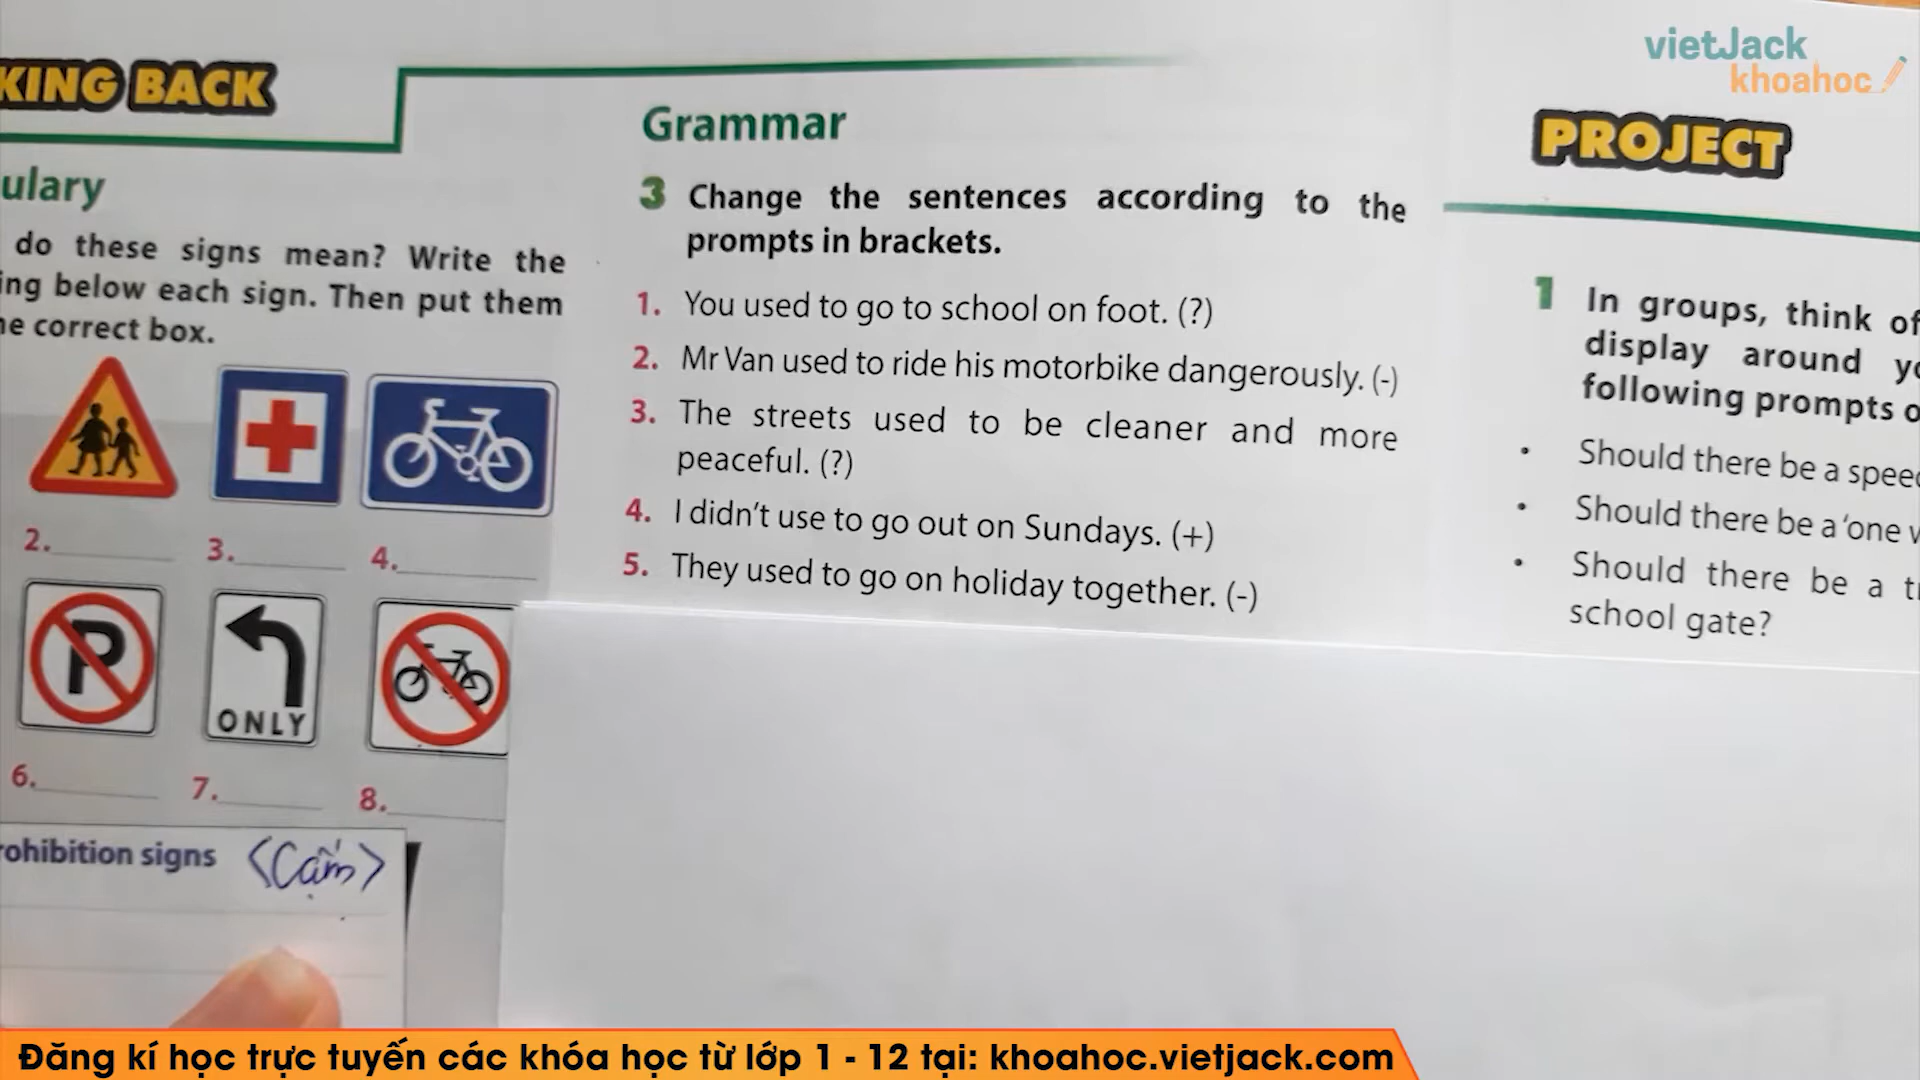 vietJack
khoahoc
KING BACK
ulary
do these signs mean? Write the
ing below each sign. Then put them
e correct box.
2.
3.
4.
P
ONLY
6.
7.
8.
rohibition signs <Cấm>
Grammar
3 Change the sentences according to the
prompts in brackets.
1. You used to go to school on foot. (?)
2. Mr Van used to ride his motorbike dangerously. (-)
3. The streets used to be cleaner and more
peaceful. (?)
4. I didn't use to go out on Sundays. (+)
5. They used to go on holiday together. (-)
PROJECT
1 In groups, think of
display around yo
following prompts o
• Should there be a speed
• Should there be a 'one w
• Should there be a tr
school gate?
Đăng kí học trực tuyến các khóa học từ lớp 1 - 12 tại: khoahoc.vietjack.com